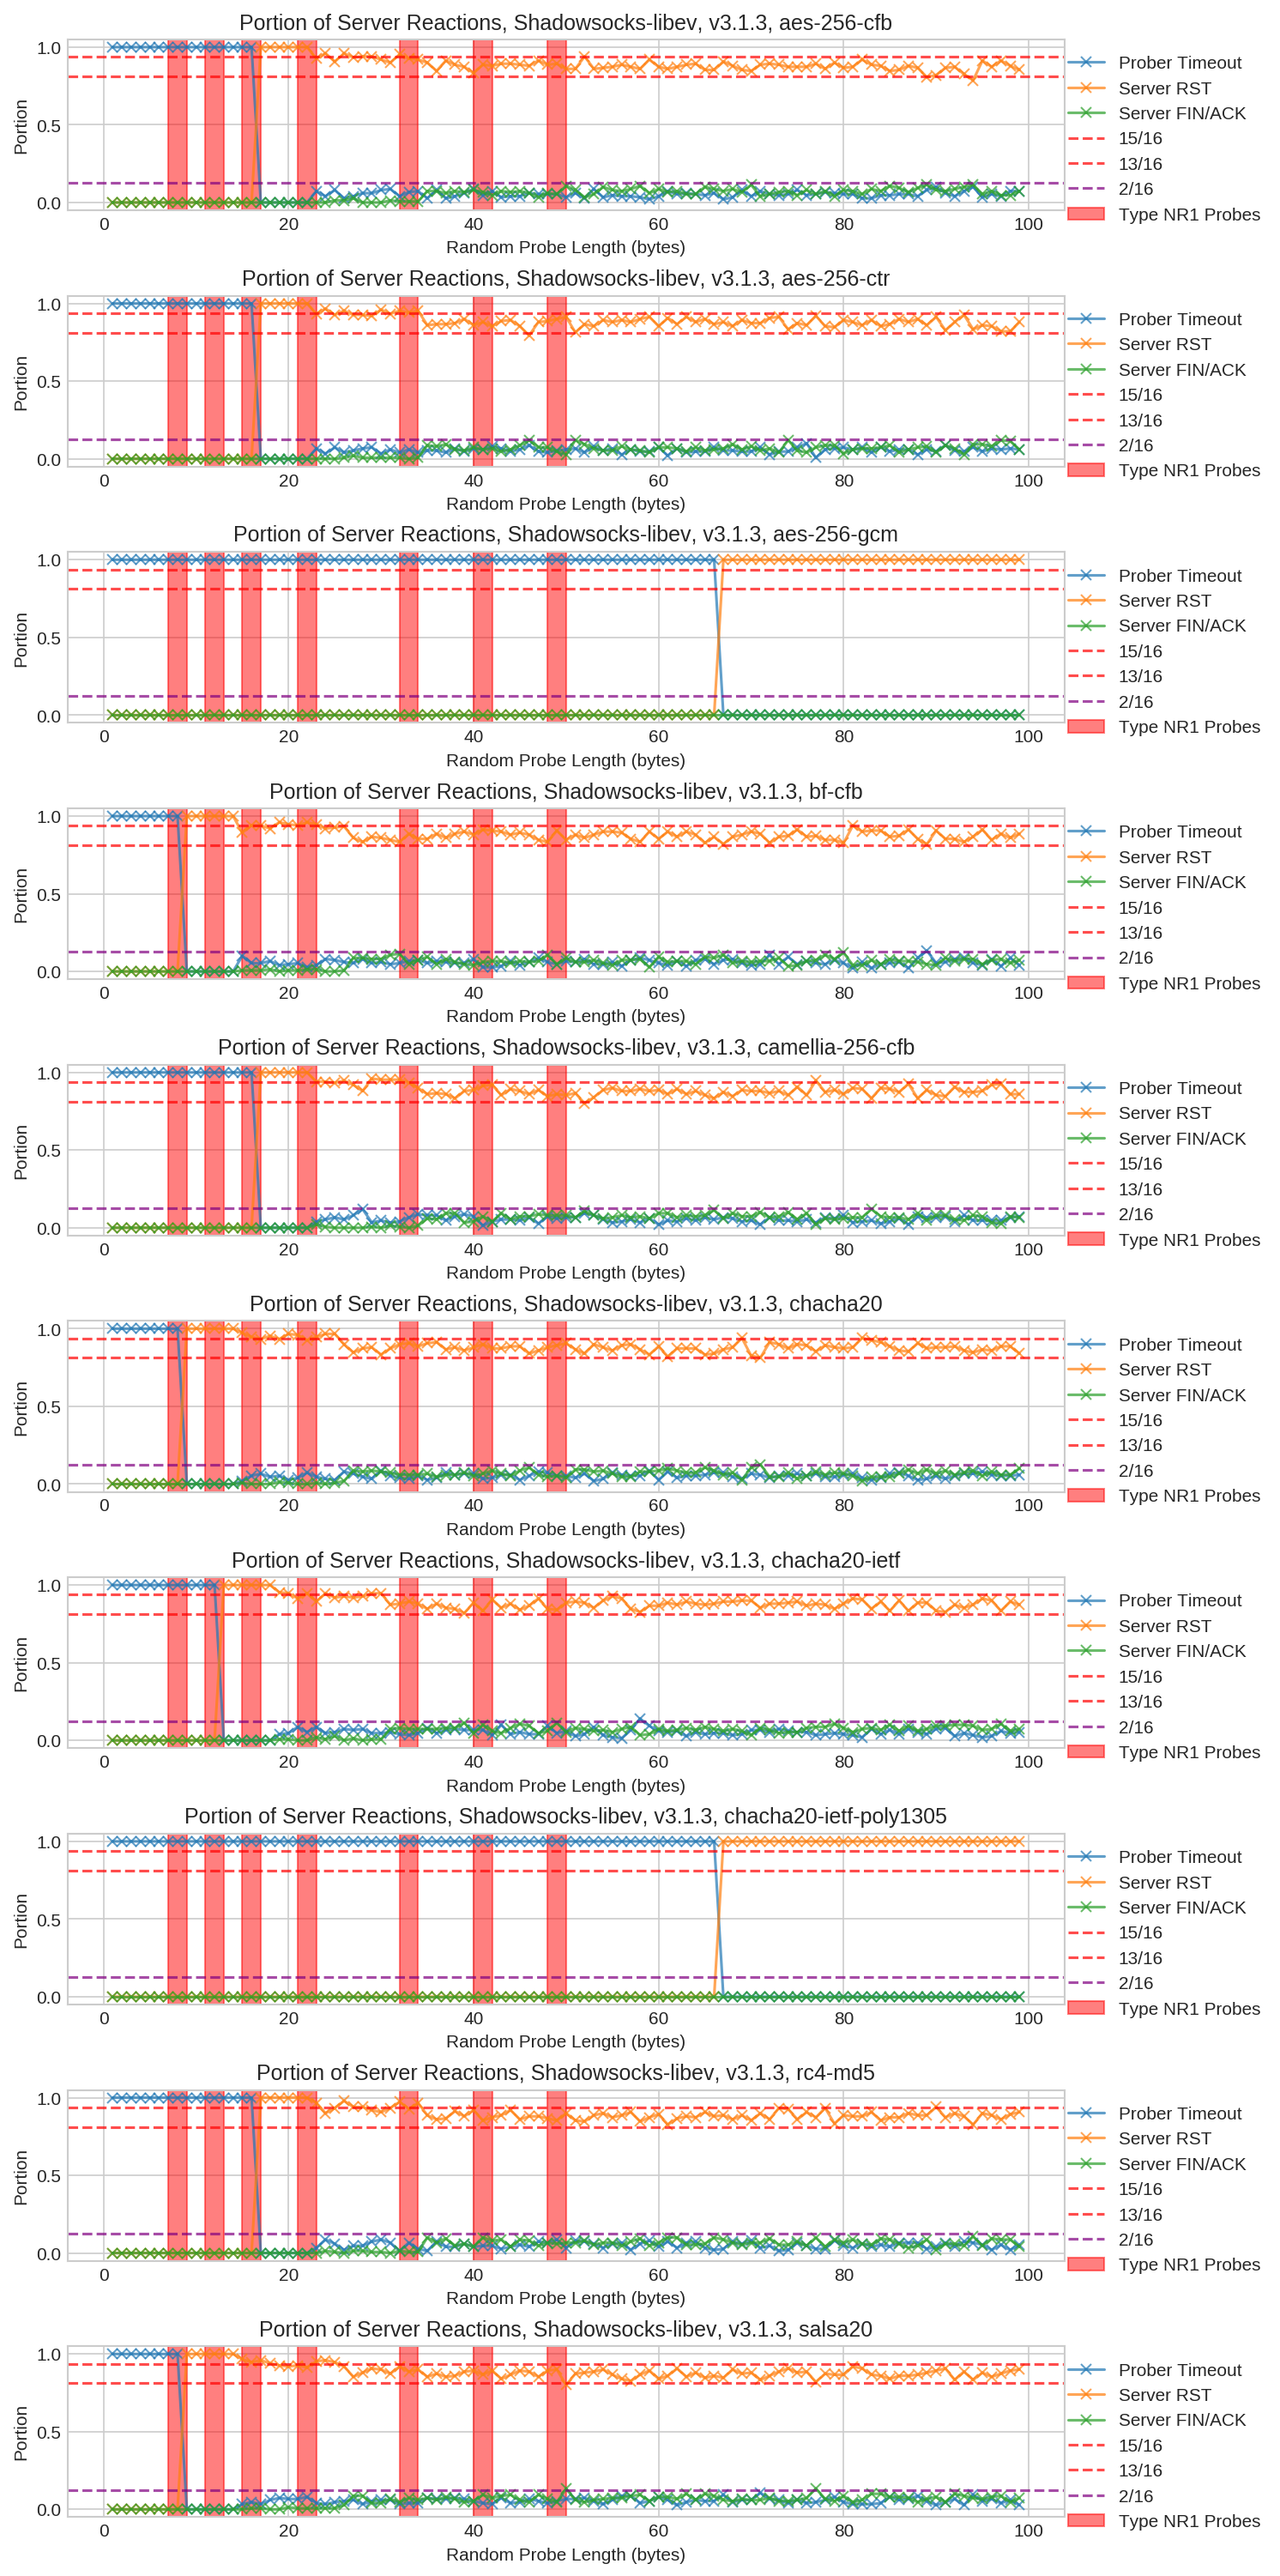 Portion of Server Reactions, Shadowsocks-libev, v3.1.3, aes-256-cfb
1.0
0.5
0.0
Portion
0 20 40 60 80 100
Random Probe Length (bytes)
Prober Timeout
Server RST
Server FIN/ACK
15/16
13/16
2/16
Type NR1 Probes
Portion of Server Reactions, Shadowsocks-libev, v3.1.3, aes-256-ctr
1.0
0.5
0.0
Portion
0 20 40 60 80 100
Random Probe Length (bytes)
Prober Timeout
Server RST
Server FIN/ACK
15/16
13/16
2/16
Type NR1 Probes
Portion of Server Reactions, Shadowsocks-libev, v3.1.3, aes-256-gcm
1.0
0.5
0.0
Portion
0 20 40 60 80 100
Random Probe Length (bytes)
Prober Timeout
Server RST
Server FIN/ACK
15/16
13/16
2/16
Type NR1 Probes
Portion of Server Reactions, Shadowsocks-libev, v3.1.3, bf-cfb
1.0
0.5
0.0
Portion
0 20 40 60 80 100
Random Probe Length (bytes)
Prober Timeout
Server RST
Server FIN/ACK
15/16
13/16
2/16
Type NR1 Probes
Portion of Server Reactions, Shadowsocks-libev, v3.1.3, camellia-256-cfb
1.0
0.5
0.0
Portion
0 20 40 60 80 100
Random Probe Length (bytes)
Prober Timeout
Server RST
Server FIN/ACK
15/16
13/16
2/16
Type NR1 Probes
Portion of Server Reactions, Shadowsocks-libev, v3.1.3, chacha20
1.0
0.5
0.0
Portion
0 20 40 60 80 100
Random Probe Length (bytes)
Prober Timeout
Server RST
Server FIN/ACK
15/16
13/16
2/16
Type NR1 Probes
Portion of Server Reactions, Shadowsocks-libev, v3.1.3, chacha20-ietf
1.0
0.5
0.0
Portion
0 20 40 60 80 100
Random Probe Length (bytes)
Prober Timeout
Server RST
Server FIN/ACK
15/16
13/16
2/16
Type NR1 Probes
Portion of Server Reactions, Shadowsocks-libev, v3.1.3, chacha20-ietf-poly1305
1.0
0.5
0.0
Portion
0 20 40 60 80 100
Random Probe Length (bytes)
Prober Timeout
Server RST
Server FIN/ACK
15/16
13/16
2/16
Type NR1 Probes
Portion of Server Reactions, Shadowsocks-libev, v3.1.3, rc4-md5
1.0
0.5
0.0
Portion
0 20 40 60 80 100
Random Probe Length (bytes)
Prober Timeout
Server RST
Server FIN/ACK
15/16
13/16
2/16
Type NR1 Probes
Portion of Server Reactions, Shadowsocks-libev, v3.1.3, salsa20
1.0
0.5
0.0
Portion
0 20 40 60 80 100
Random Probe Length (bytes)
Prober Timeout
Server RST
Server FIN/ACK
15/16
13/16
2/16
Type NR1 Probes